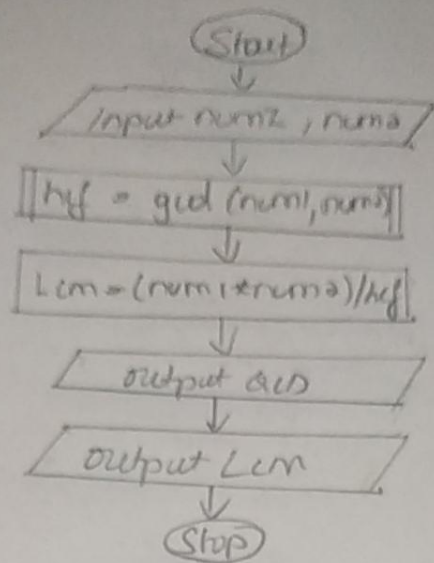 Start
input num1, num2
hcf = gcd (num1, num2)
Lcm = (num1*num2)/hcf
output GCD
output Lcm
Stop